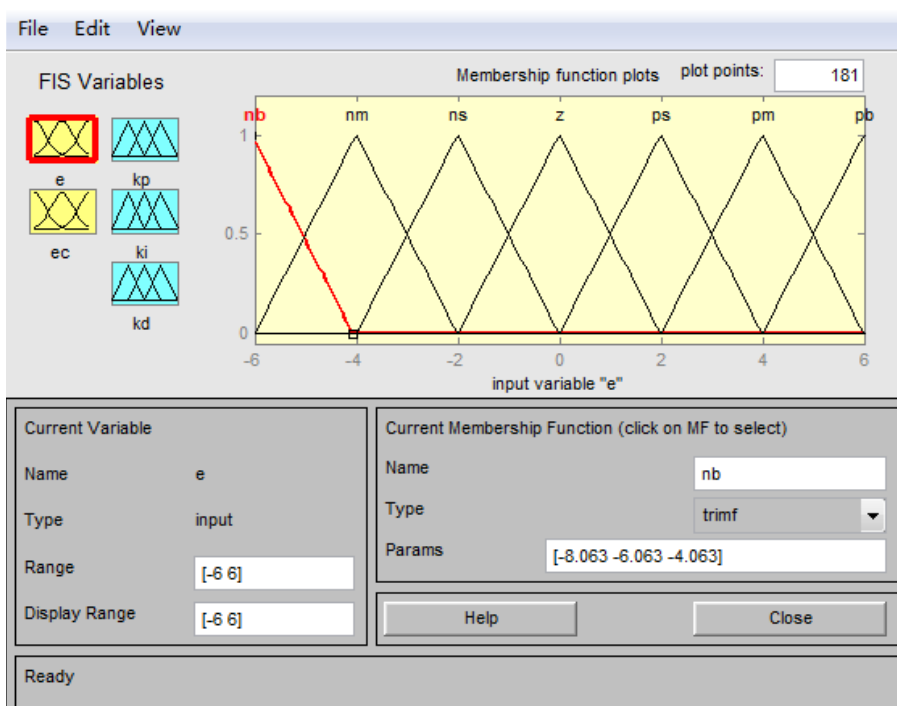 File Edit View
FIS Variables
Membership function plots plot points: 181
e kp
ec ki
kd
nb nm ns z ps pm pb
1
0.5
0
-6 -4 -2 0 2 4 6
input variable "e"
Current Variable
Name e
Type input
Range [-6 6]
Display Range [-6 6]
Current Membership Function (click on MF to select)
Name nb
Type trimf
Params [-8.063 -6.063 -4.063]
Help Close
Ready